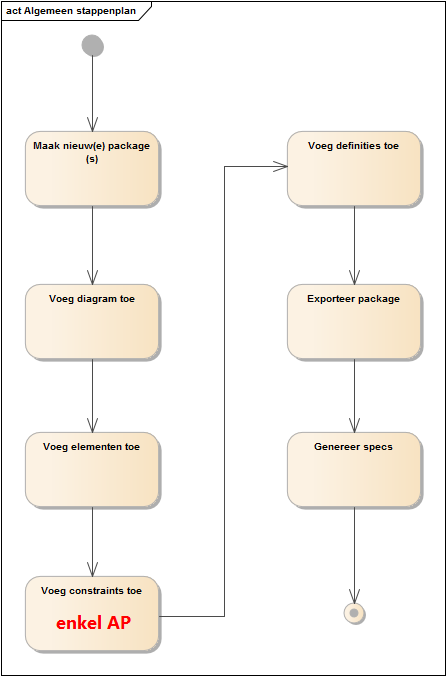 act Algemeen stappenplan
Maak nieuw(e) package
(s)
Voeg diagram toe
Voeg elementen toe
Voeg constraints toe
enkel AP
Voeg definities toe
Exporteer package
Genereer specs